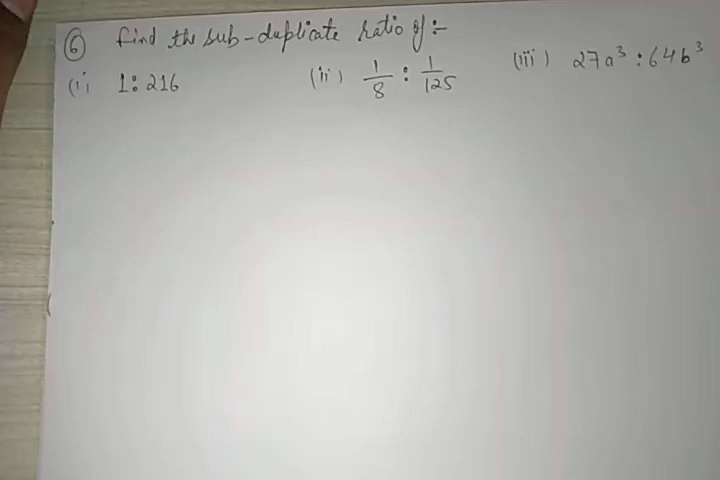 6 Find the sub-duplicate ratio of :-
(i) 1:216 (ii) 1/8 : 1/125 (iii) 27a³ : 64b³